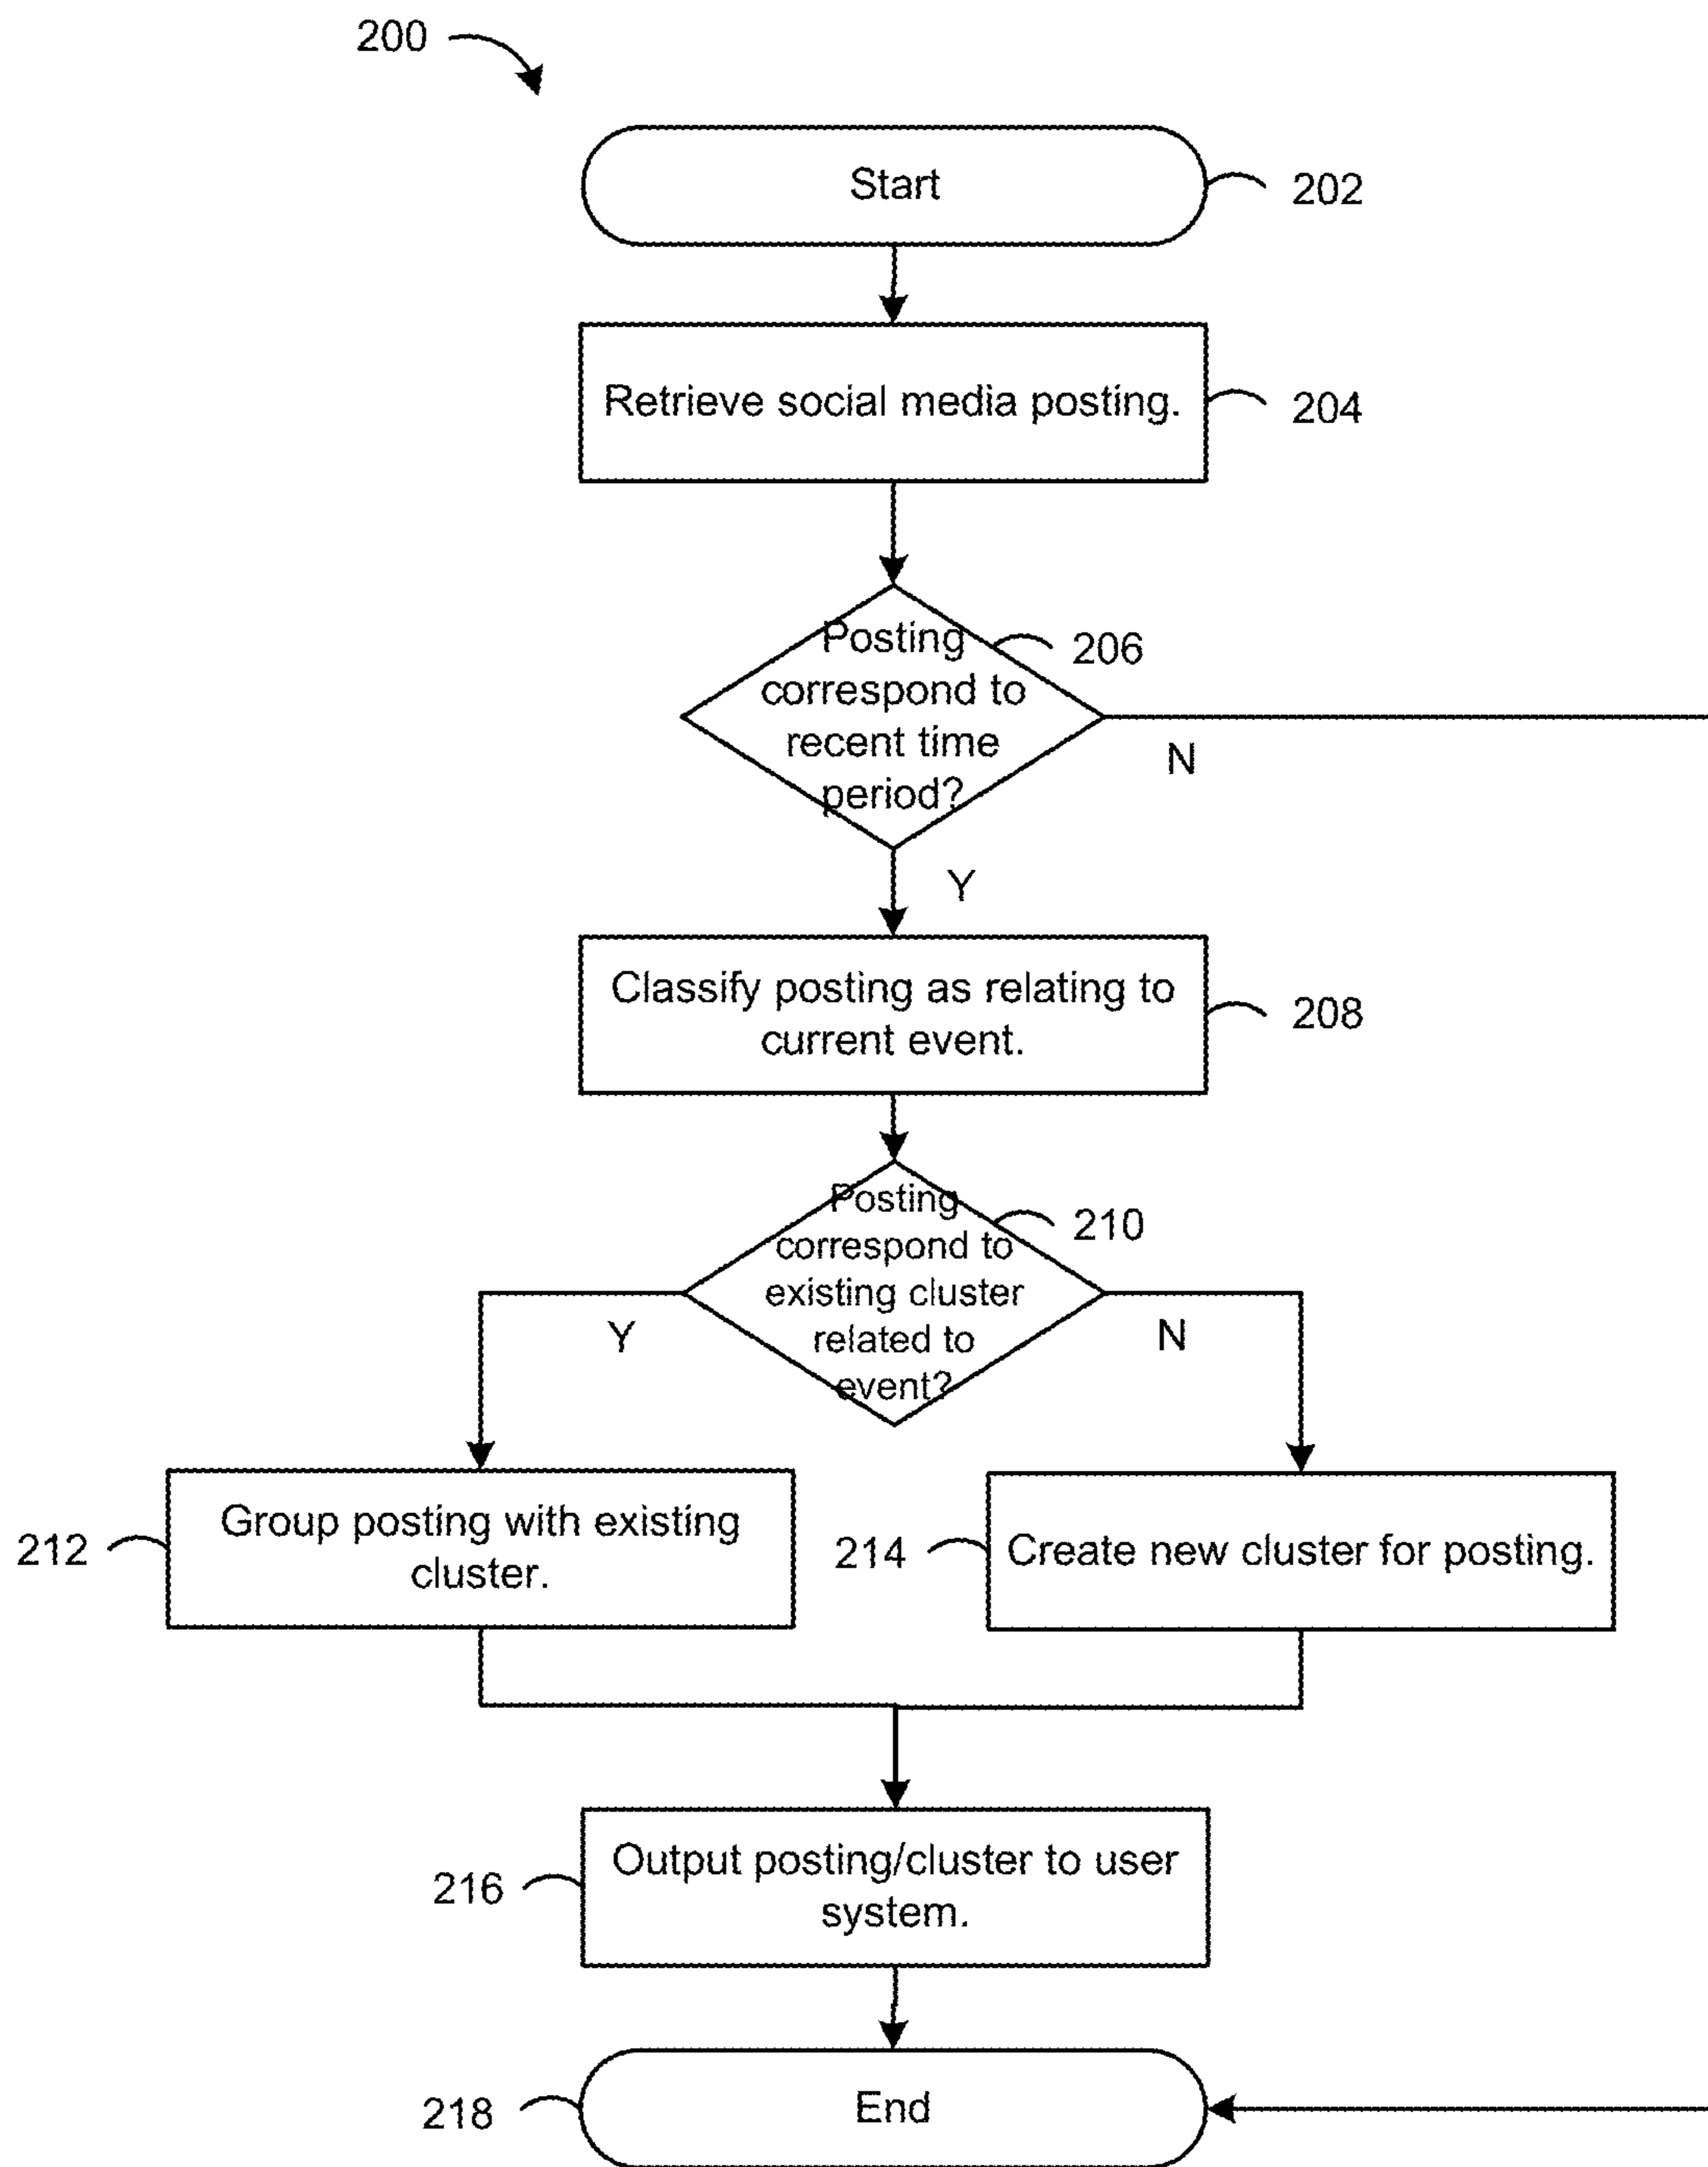 200
Start
202
Retrieve social media posting.
204
Posting
correspond to
recent time
period?
206
N
Y
Classify posting as relating to
current event.
208
Posting
correspond to
existing cluster
related to
event?
210
Y
N
212
Group posting with existing
cluster.
214
Create new cluster for posting.
216
Output posting/cluster to user
system.
218
End